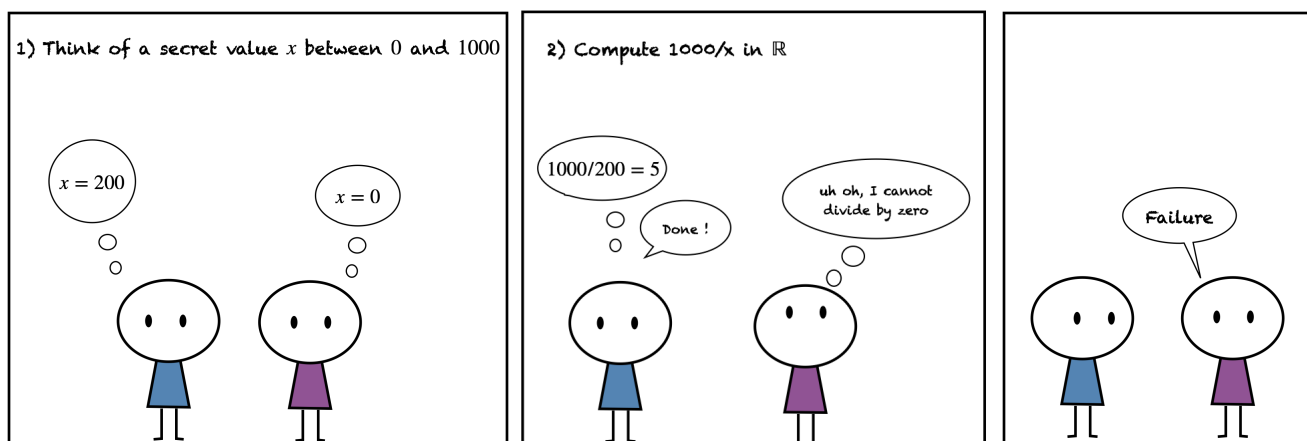 1) Think of a secret value x between 0 and 1000
x = 200
x = 0
2) Compute 1000/x in ℝ
1000/200 = 5
Done !
uh oh, I cannot
divide by zero
Failure